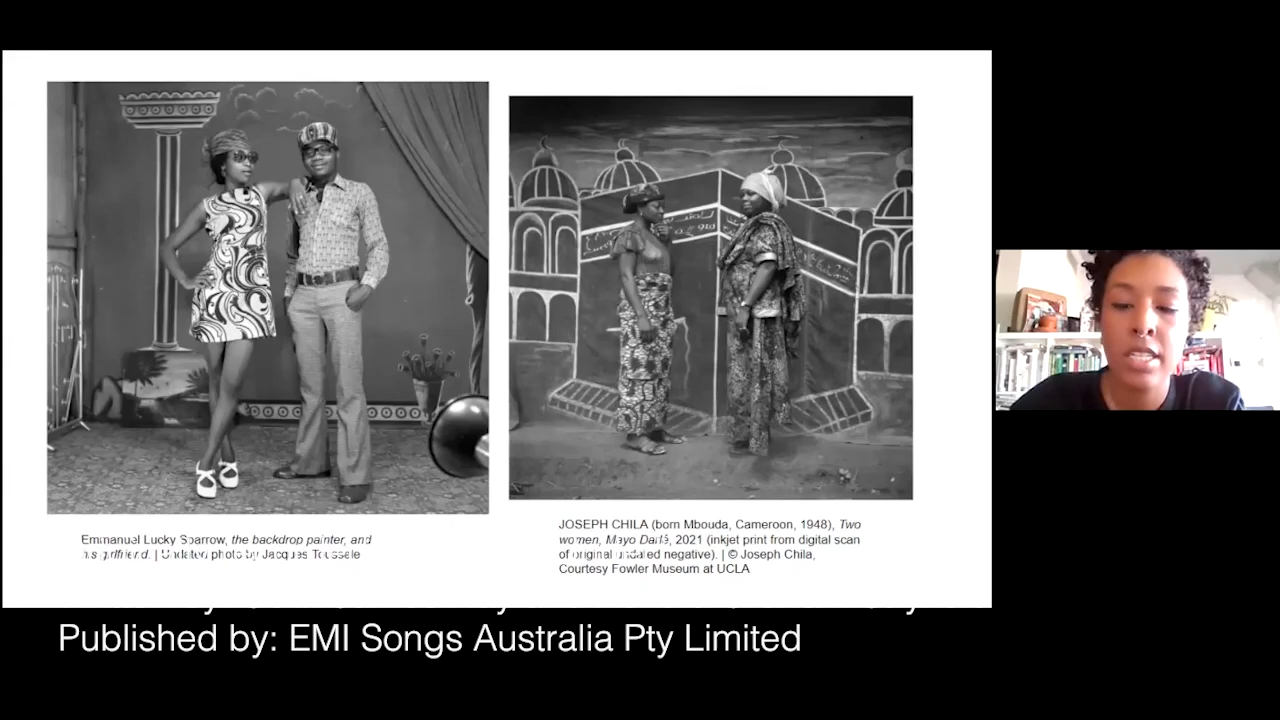 Emmanuel Lucky Sparrow, the backdrop painter, and
his girlfriend. | Undated photo by Jacques Toussele
JOSEPH CHILA (born Mbouda, Cameroon, 1948), Two
women, Mayo Darlé, 2021 (inkjet print from digital scan
of original undated negative). | © Joseph Chila,
Courtesy Fowler Museum at UCLA
Published by: EMI Songs Australia Pty Limited